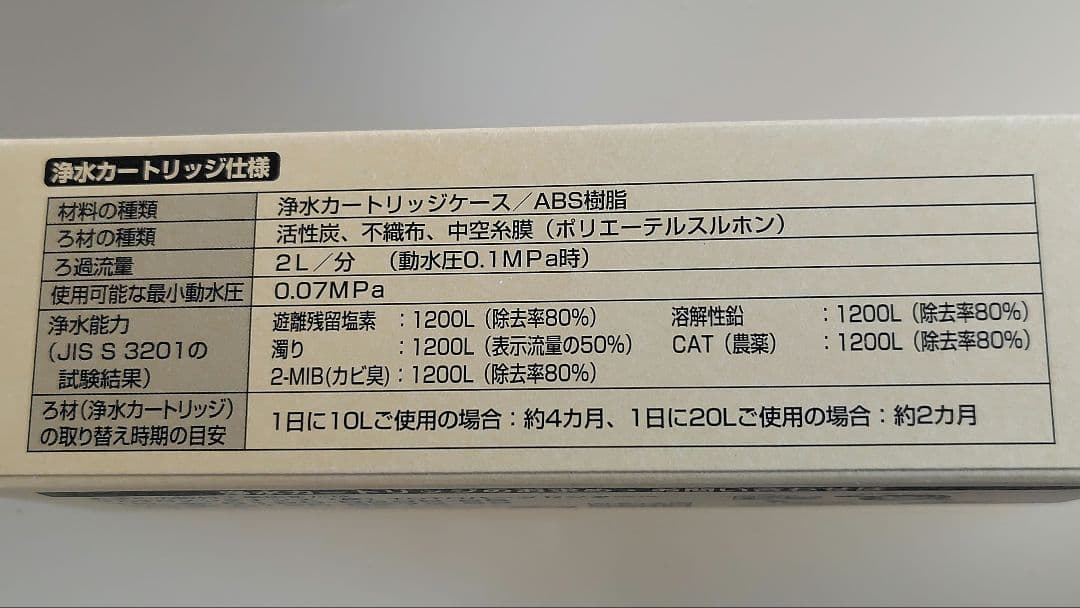 浄水カートリッジ仕様
材料の種類 浄水カートリッジケース／ABS樹脂
ろ材の種類 活性炭、不織布、中空糸膜（ポリエーテルスルホン）
ろ過流量 2L／分 （動水圧0.1MPa時）
使用可能な最小動水圧 0.07MPa
浄水能力
（JIS S 3201の
試験結果）
遊離残留塩素 ：1200L（除去率80%） 溶解性鉛 ：1200L（除去率80%）
濁り ：1200L（表示流量の50%） CAT（農薬） ：1200L（除去率80%）
2-MIB(カビ臭)：1200L（除去率80%）
ろ材（浄水カートリッジ）
の取り替え時期の目安
1日に10Lご使用の場合：約4カ月、1日に20Lご使用の場合：約2カ月